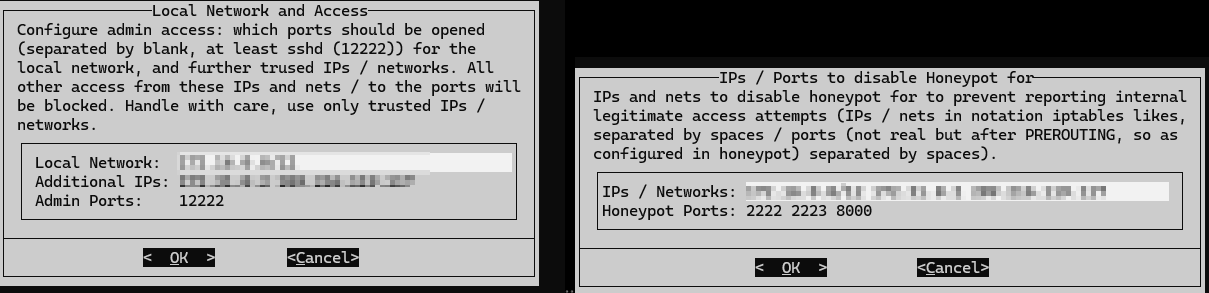 Local Network and Access
Configure admin access: which ports should be opened
(separated by blank, at least sshd (12222)) for the
local network, and further trused IPs / networks. All
other access from these IPs and nets / to the ports will
be blocked. Handle with care, use only trusted IPs /
networks.
Local Network:
Additional IPs:
Admin Ports: 12222
< OK > <Cancel>
IPs / Ports to disable Honeypot for
IPs and nets to disable honeypot for to prevent reporting internal
legitimate access attempts (IPs / nets in notation iptables likes,
separated by spaces / ports (not real but after PREROUTING, so as
configured in honeypot) separated by spaces).
IPs / Networks:
Honeypot Ports: 2222 2223 8000
< OK > <Cancel>